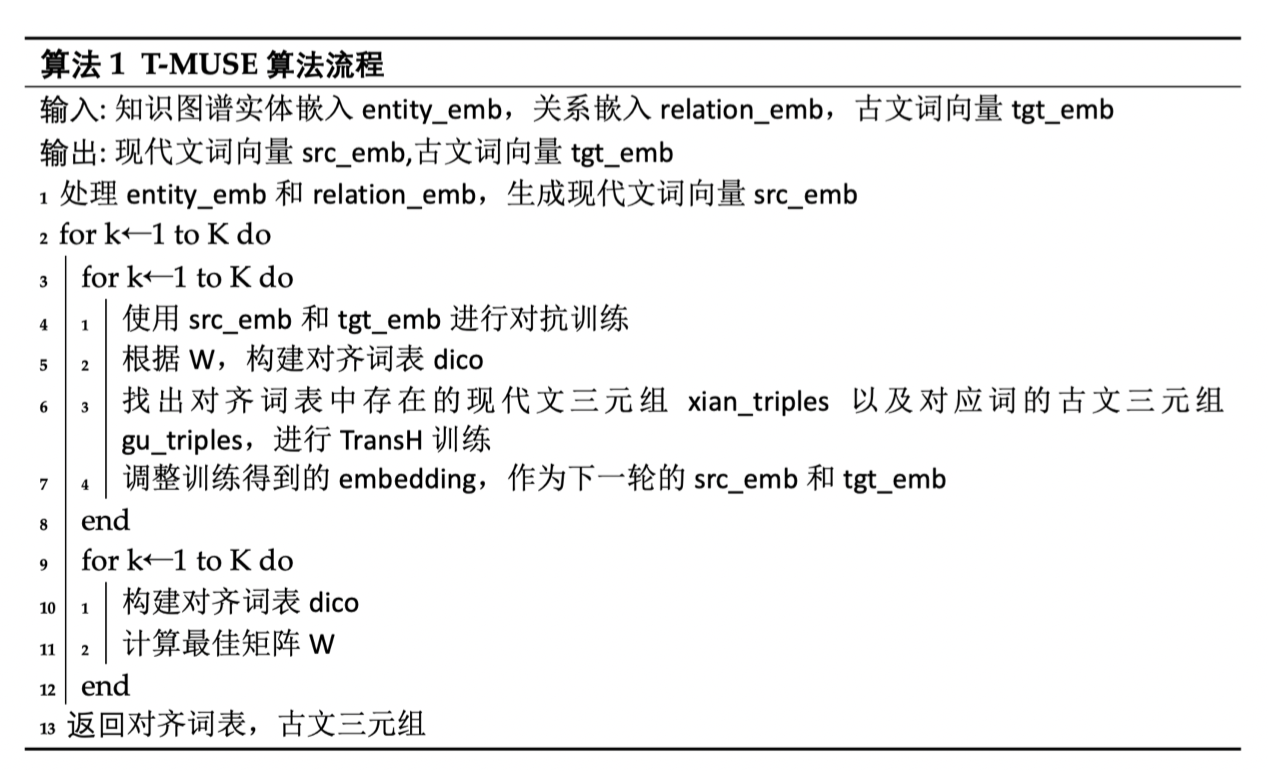 算法 1 T-MUSE 算法流程
输入: 知识图谱实体嵌入 entity_emb，关系嵌入 relation_emb，古文词向量 tgt_emb
输出: 现代文词向量 src_emb,古文词向量 tgt_emb
1 处理 entity_emb 和 relation_emb，生成现代文词向量 src_emb
2 for k←1 to K do
3 for k←1 to K do
4 1 使用 src_emb 和 tgt_emb 进行对抗训练
5 2 根据 W，构建对齐词表 dico
6 3 找出对齐词表中存在的现代文三元组 xian_triples 以及对应词的古文三元组
gu_triples，进行 TransH 训练
7 4 调整训练得到的 embedding，作为下一轮的 src_emb 和 tgt_emb
8 end
9 for k←1 to K do
10 1 构建对齐词表 dico
11 2 计算最佳矩阵 W
12 end
13 返回对齐词表，古文三元组